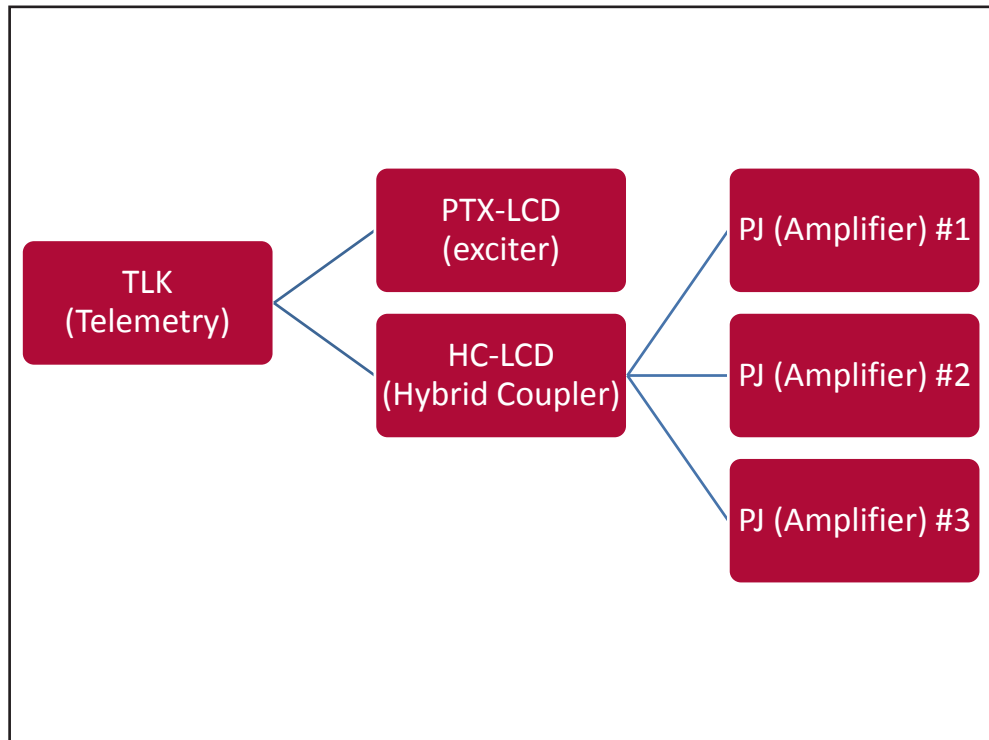 TLK
(Telemetry)
PTX-LCD
(exciter)
HC-LCD
(Hybrid Coupler)
PJ (Amplifier) #1
PJ (Amplifier) #2
PJ (Amplifier) #3